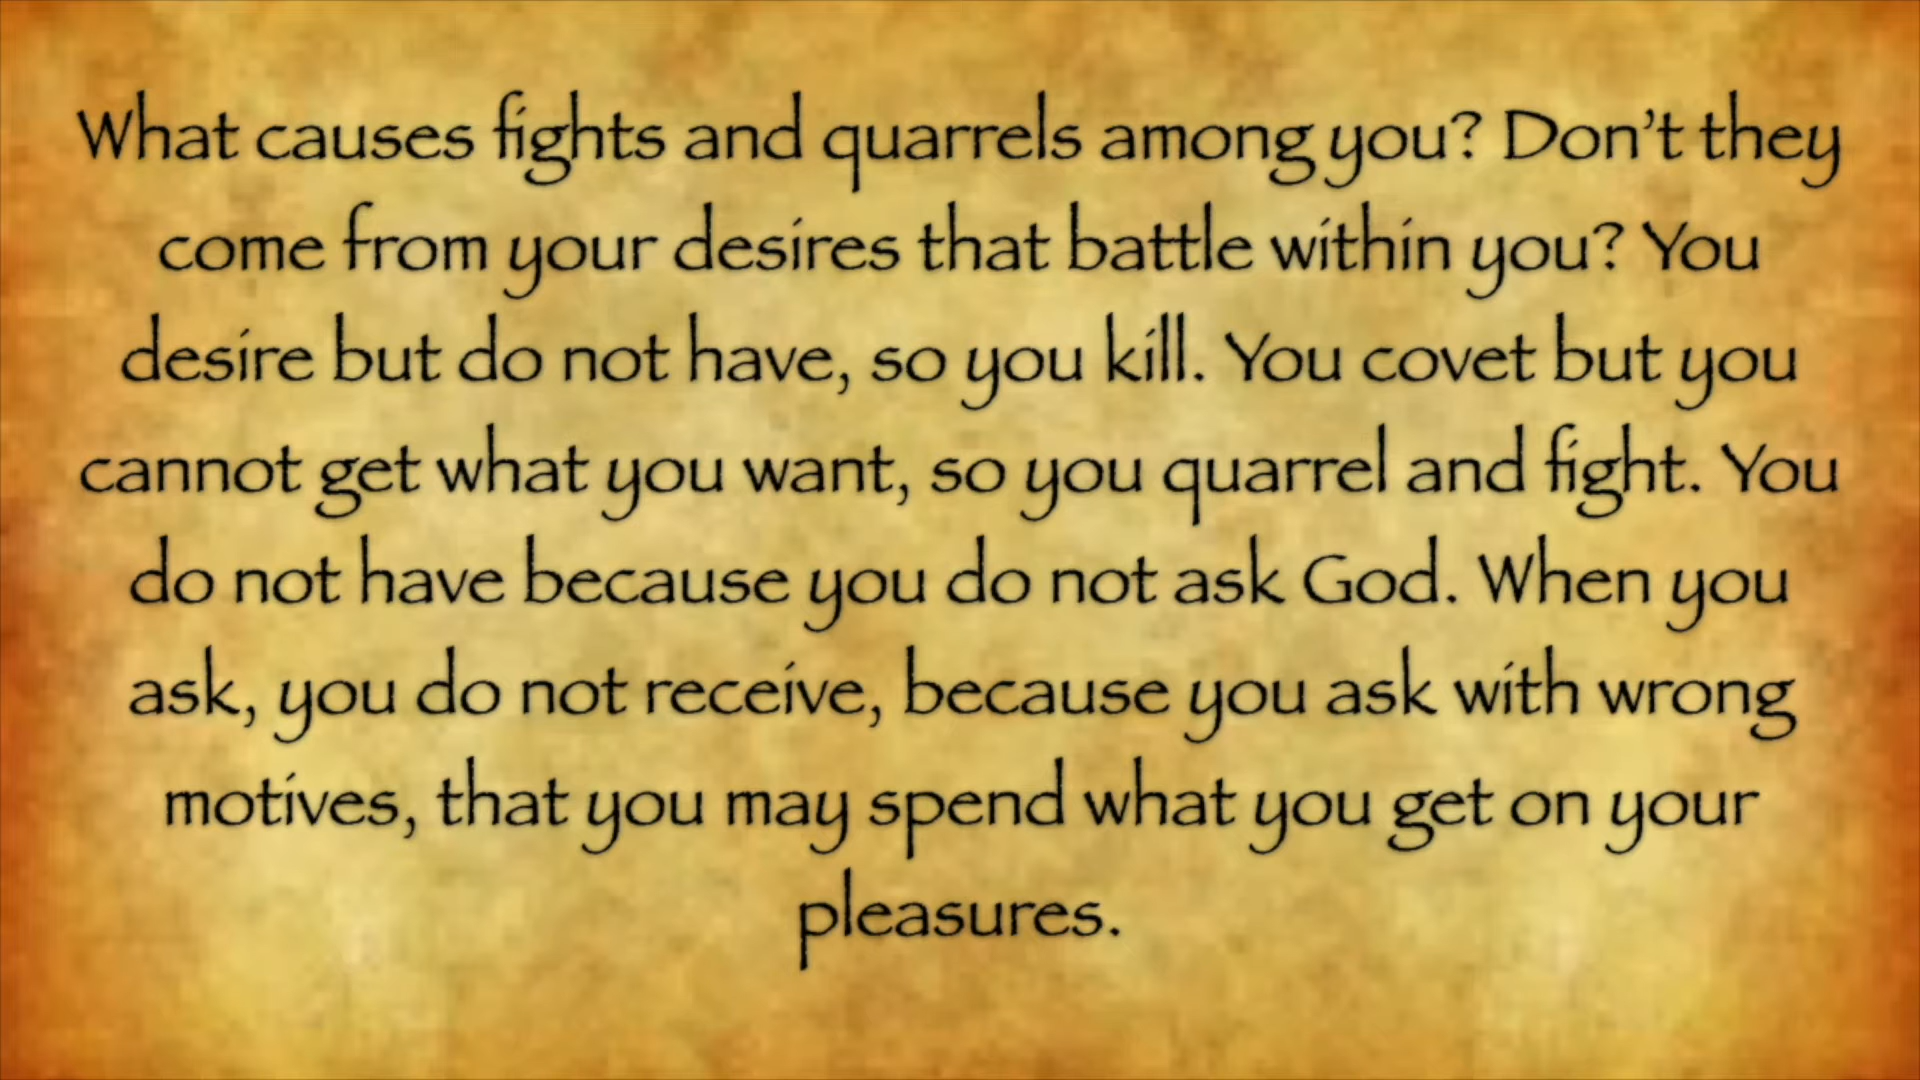 What causes fights and quarrels among you? Don’t they
come from your desires that battle within you? You
desire but do not have, so you kill. You covet but you
cannot get what you want, so you quarrel and fight. You
do not have because you do not ask God. When you
ask, you do not receive, because you ask with wrong
motives, that you may spend what you get on your
pleasures.